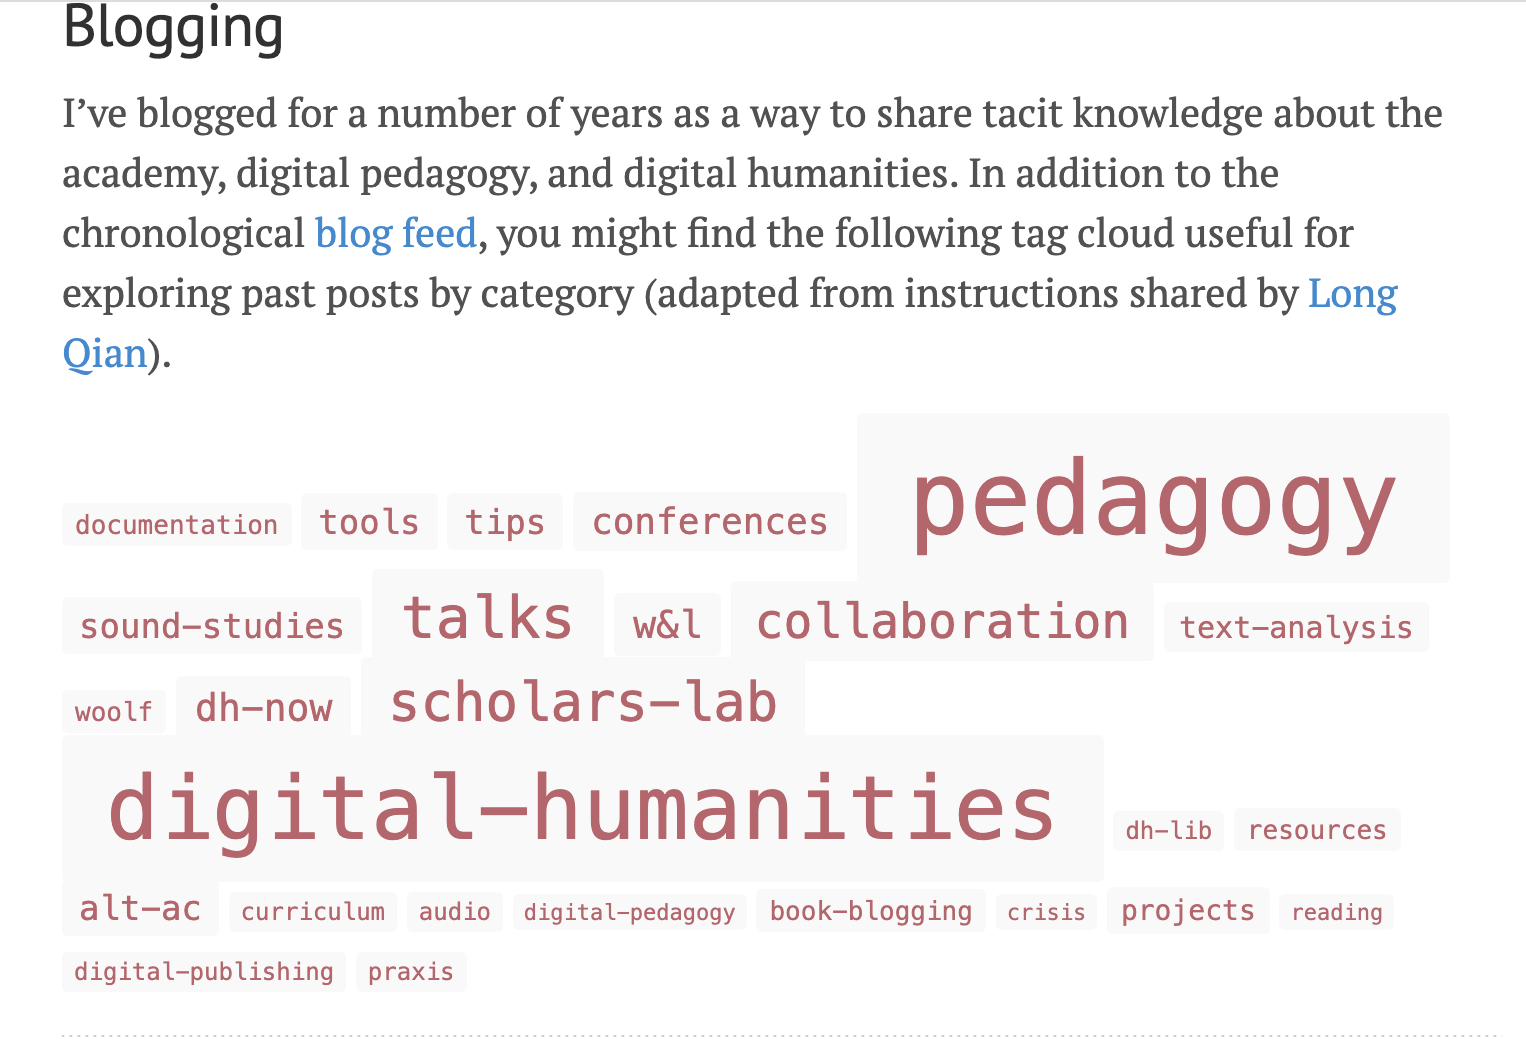 Blogging
I’ve blogged for a number of years as a way to share tacit knowledge about the
academy, digital pedagogy, and digital humanities. In addition to the
chronological blog feed, you might find the following tag cloud useful for
exploring past posts by category (adapted from instructions shared by Long
Qian).
documentation tools tips conferences pedagogy
sound-studies talks w&l collaboration text-analysis
woolf dh-now scholars-lab
digital-humanities dh-lib resources
alt-ac curriculum audio digital-pedagogy book-blogging crisis projects reading
digital-publishing praxis